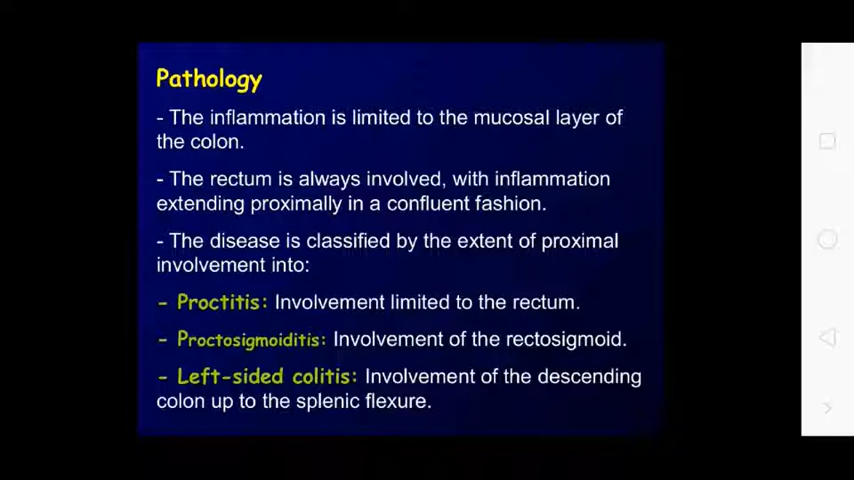 Pathology
- The inflammation is limited to the mucosal layer of
the colon.
- The rectum is always involved, with inflammation
extending proximally in a confluent fashion.
- The disease is classified by the extent of proximal
involvement into:
- Proctitis: Involvement limited to the rectum.
- Proctosigmoiditis: Involvement of the rectosigmoid.
- Left-sided colitis: Involvement of the descending
colon up to the splenic flexure.